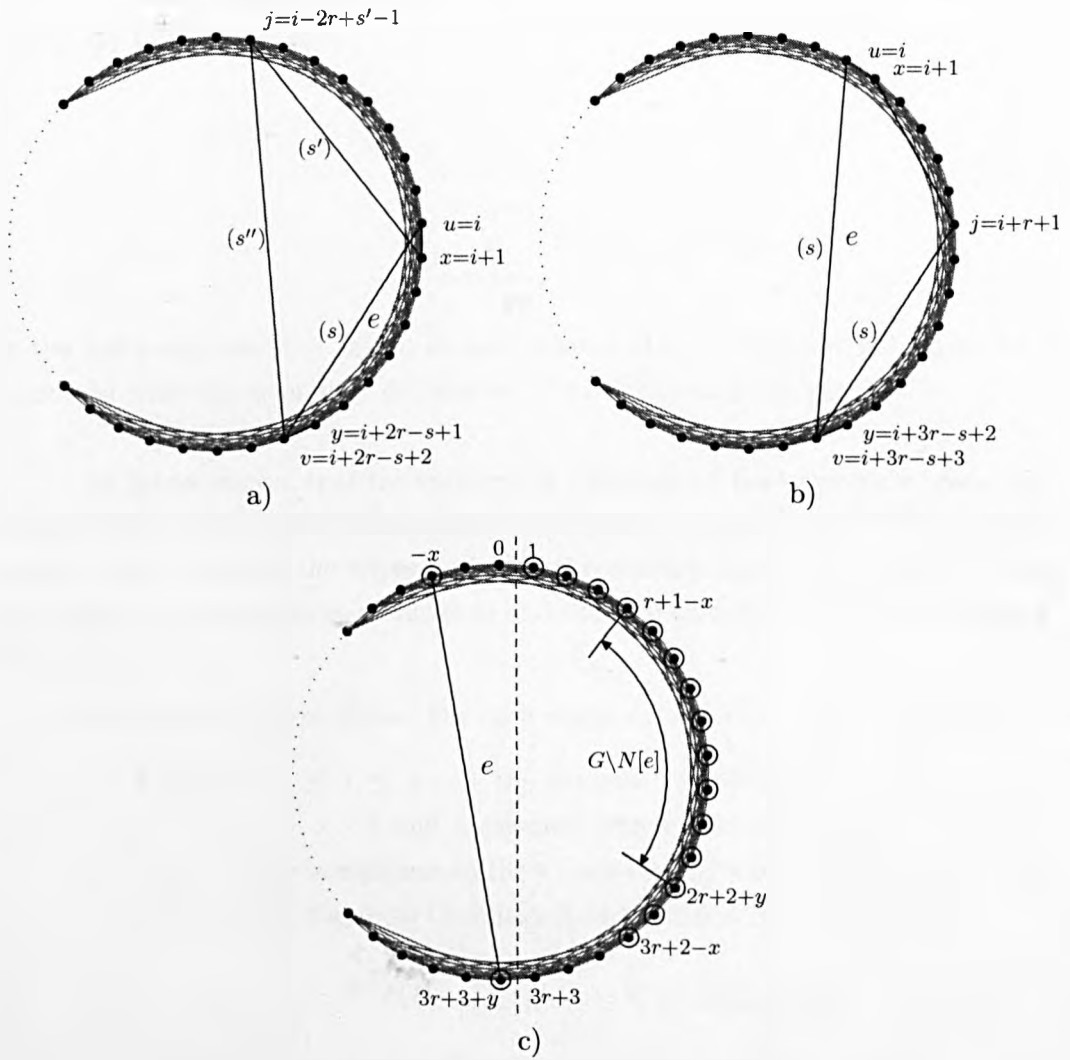 j=i−2r+s′−1
(s′)
(s″)
u=i
x=i+1
(s) e
y=i+2r−s+1
v=i+2r−s+2
a)
u=i
x=i+1
j=i+r+1
(s) e
(s)
y=i+3r−s+2
v=i+3r−s+3
b)
−x 0 1
r+1−x
e
G\N[e]
2r+2+y
3r+2−x
3r+3+y 3r+3
c)